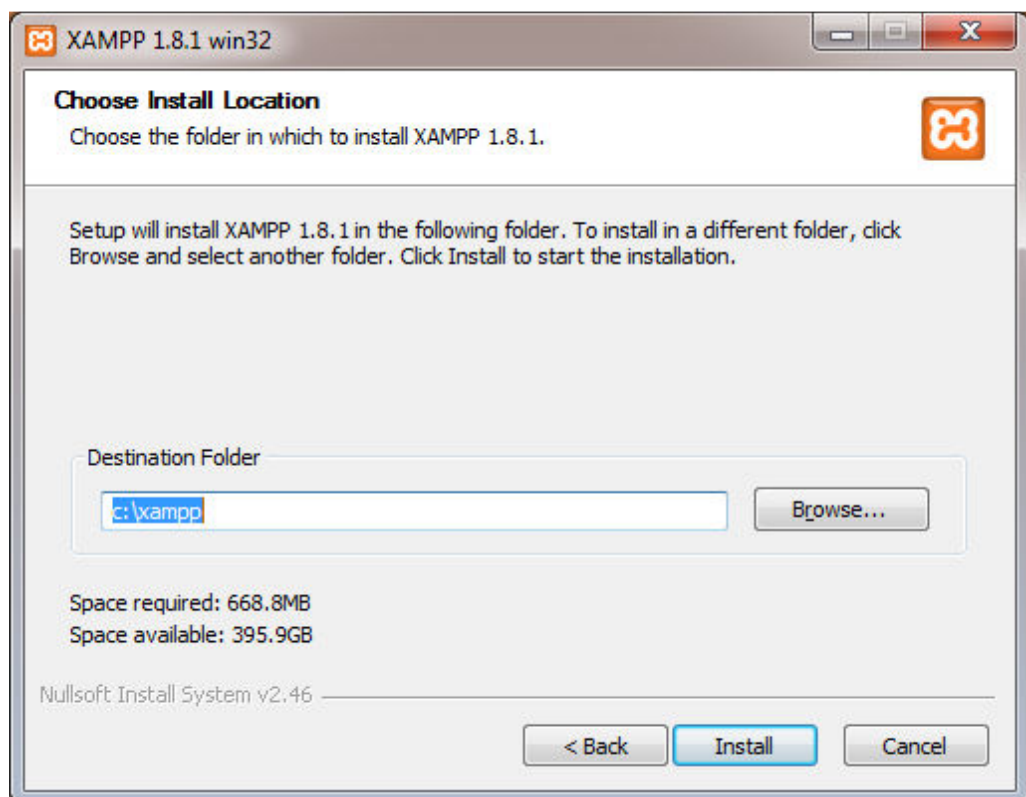 XAMPP 1.8.1 win32
Choose Install Location
Choose the folder in which to install XAMPP 1.8.1.
Setup will install XAMPP 1.8.1 in the following folder. To install in a different folder, click
Browse and select another folder. Click Install to start the installation.
Destination Folder
c:\xampp
Browse...
Space required: 668.8MB
Space available: 395.9GB
Nullsoft Install System v2.46
< Back
Install
Cancel